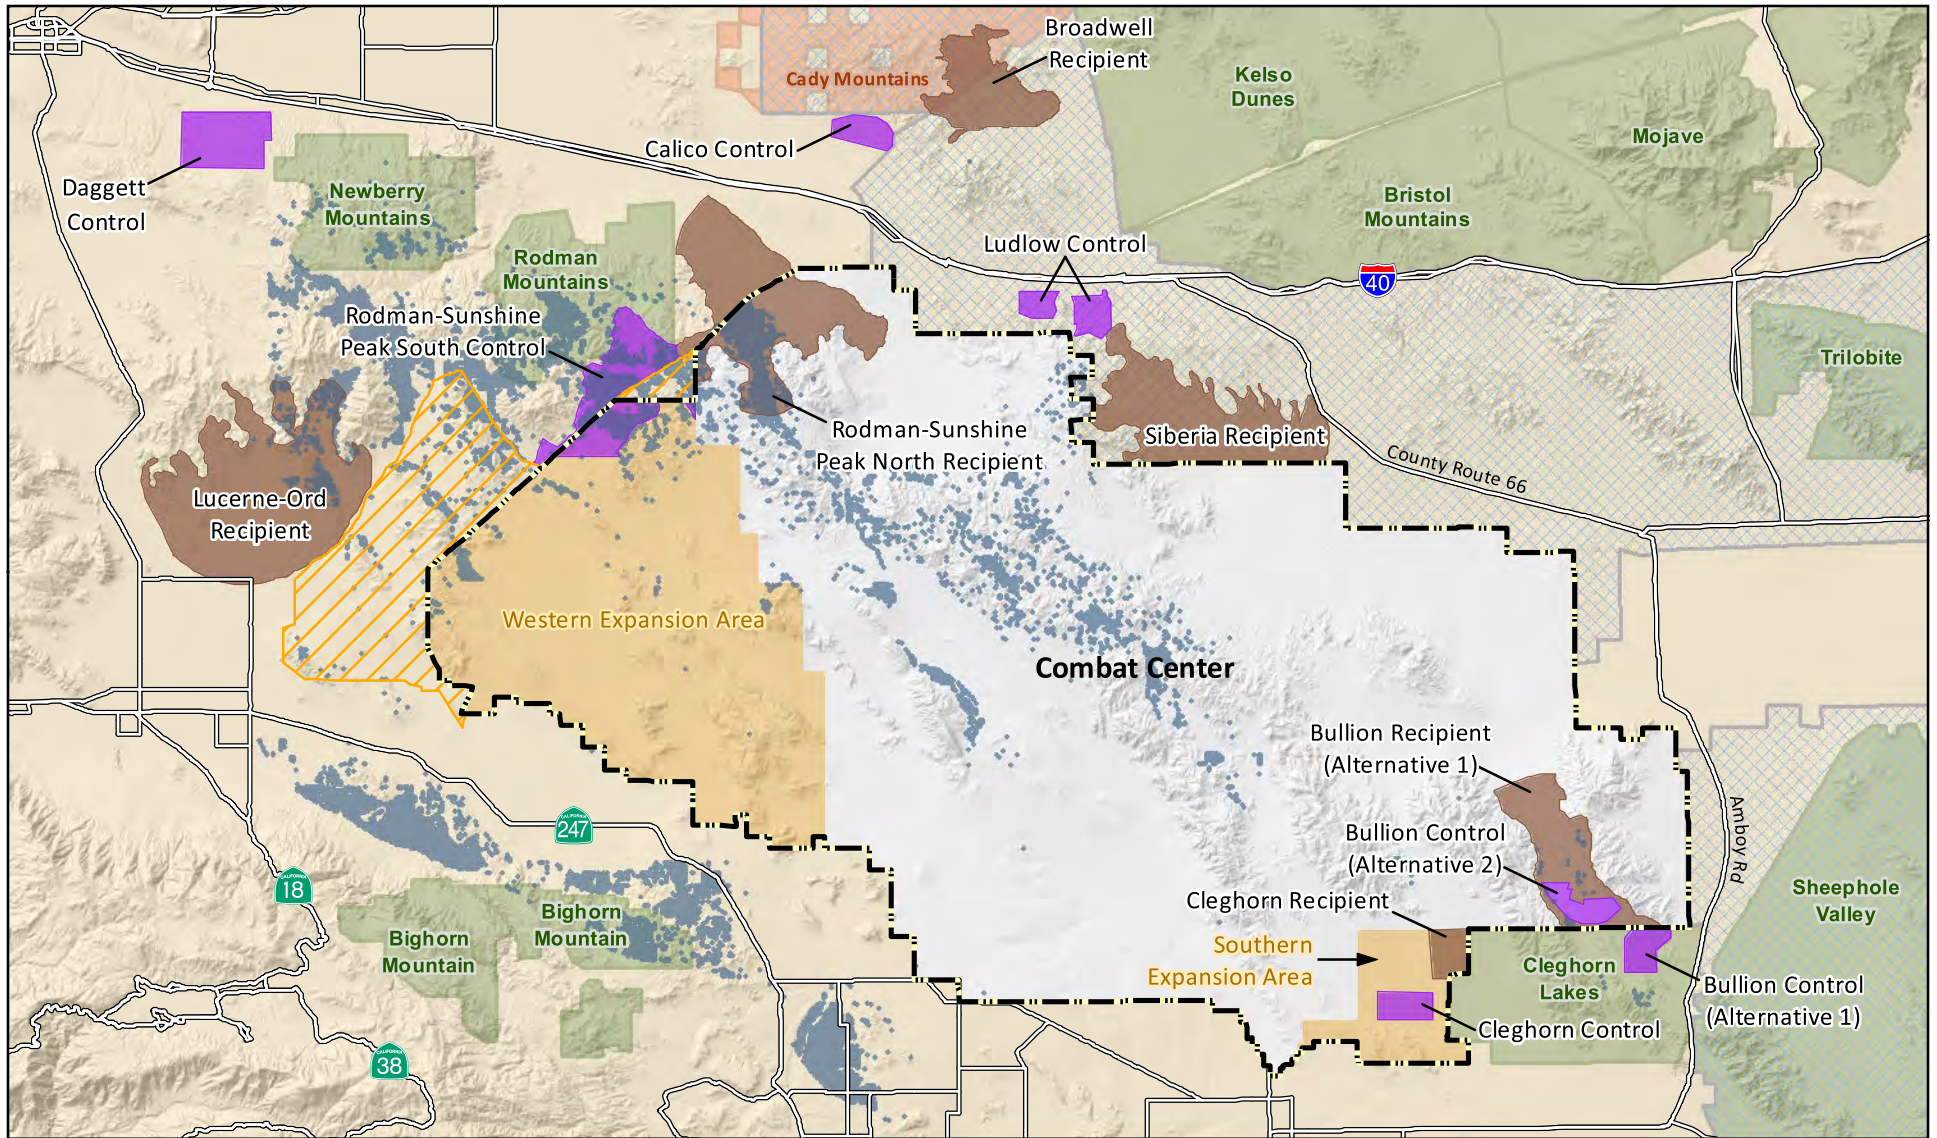 Broadwell
Recipient
Kelso
Dunes
Cady Mountains
Mojave
Calico Control
Daggett
Control
Newberry
Mountains
Bristol
Mountains
Ludlow Control
Rodman
Mountains
40
Rodman-Sunshine
Peak South Control
Trilobite
Rodman-Sunshine
Peak North Recipient
Siberia Recipient
County Route 66
Lucerne-Ord
Recipient
Western Expansion Area
Combat Center
Bullion Recipient
(Alternative 1)
CALIFORNIA
247
Bullion Control
(Alternative 2)
Amboy Rd
CALIFORNIA
18
Cleghorn Recipient
Sheephole
Valley
Bighorn
Mountain
Bighorn
Mountain
Southern
Expansion Area
Cleghorn
Lakes
Bullion Control
(Alternative 1)
Cleghorn Control
CALIFORNIA
38